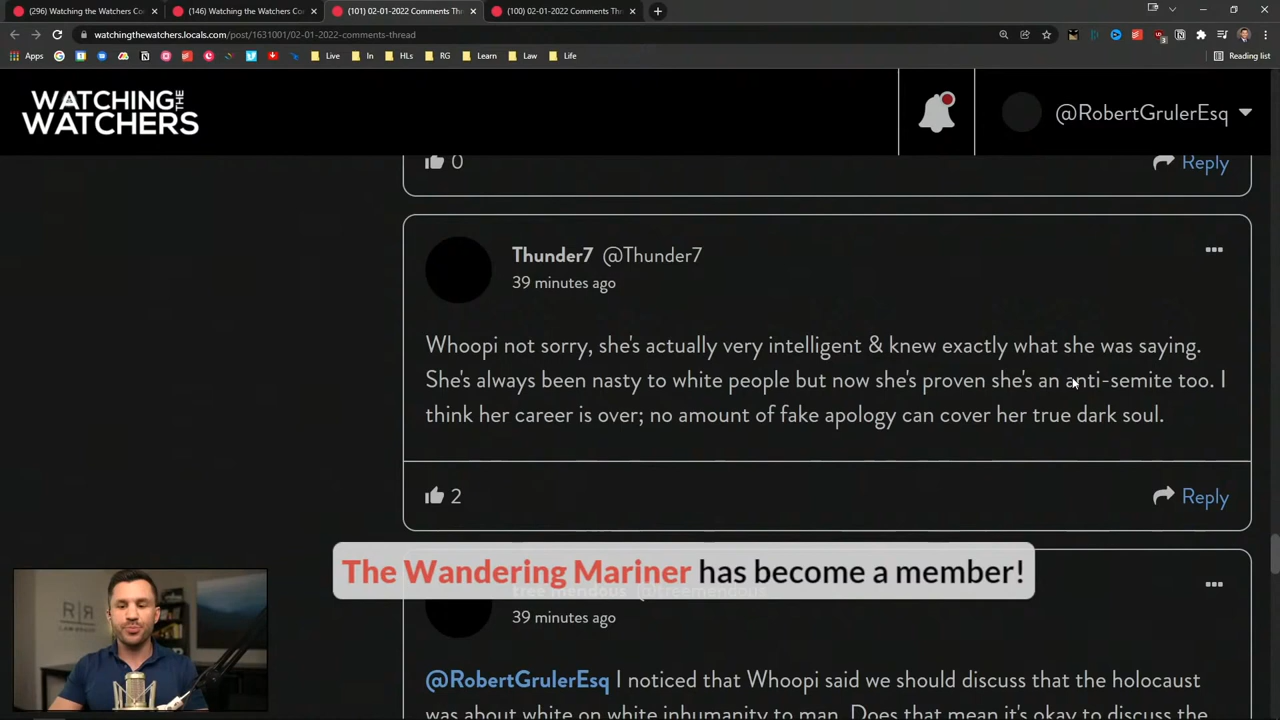 (296) Watching the Watchers Co
(146) Watching the Watchers Co
(101) 02-01-2022 Comments Thr
(100) 02-01-2022 Comments Th
watchingthewatchers.locals.com/post/1631001/02-01-2022-comments-thread
Apps
Live
In
HLs
RG
Learn
Law
Life
Reading list
WATCHING THE
WATCHERS
@RobertGrulerEsq
0
Reply
Thunder7 @Thunder7
39 minutes ago
Whoopi not sorry, she's actually very intelligent & knew exactly what she was saying.
She's always been nasty to white people but now she's proven she's an anti-semite too. I
think her career is over; no amount of fake apology can cover her true dark soul.
2
Reply
The Wandering Mariner has become a member!
39 minutes ago
@RobertGrulerEsq I noticed that Whoopi said we should discuss that the holocaust
was about white on white inhumanity to man. Does that mean it's okay to discuss the
R|R